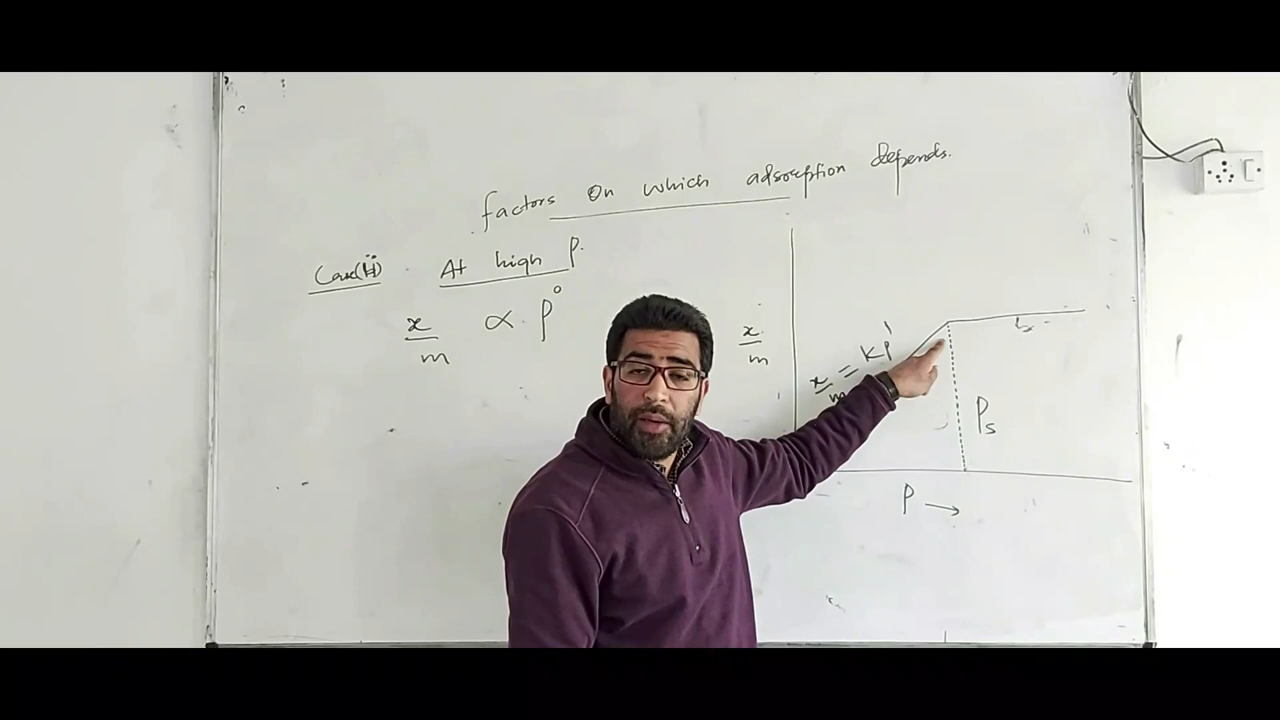 factors On which adsorption depends.
Case(ii) At high P.
x/m ∝ P°
x/m
x/m = KP¹
Ps
P →